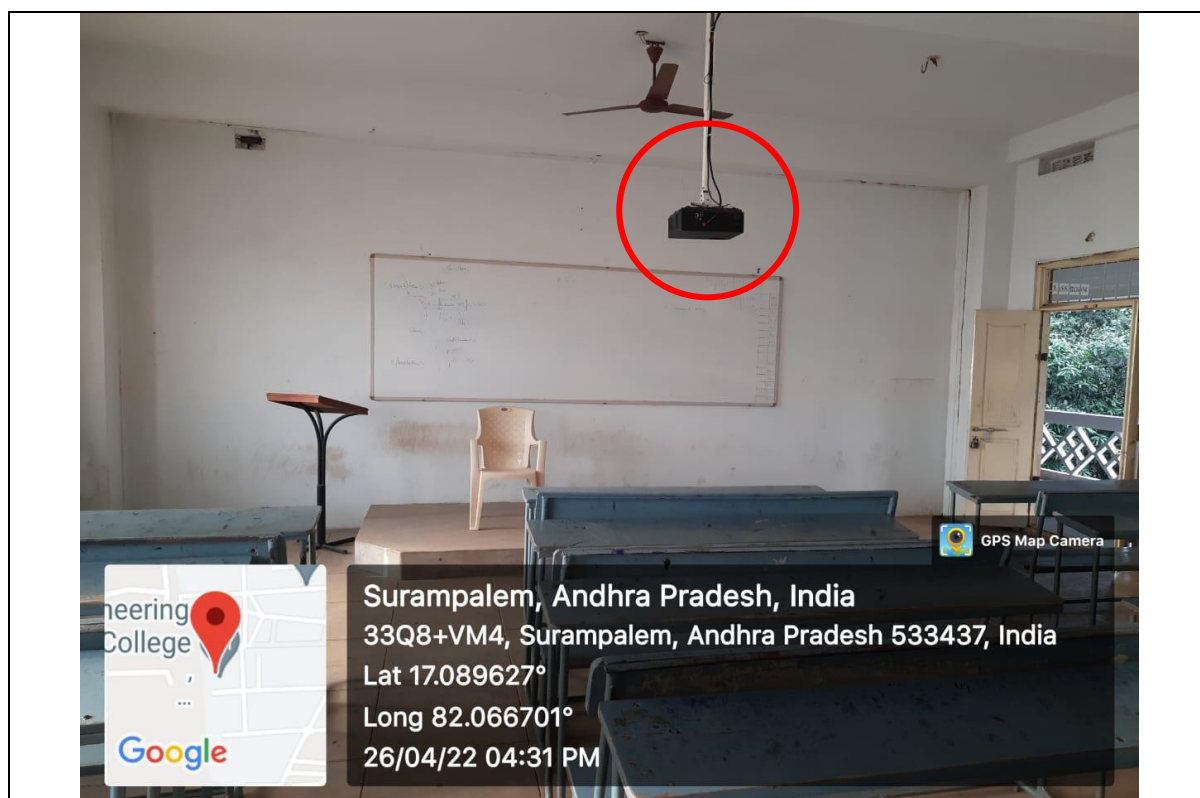 GPS Map Camera
neering
College
,
...
Google
Surampalem, Andhra Pradesh, India
33Q8+VM4, Surampalem, Andhra Pradesh 533437, India
Lat 17.089627°
Long 82.066701°
26/04/22 04:31 PM